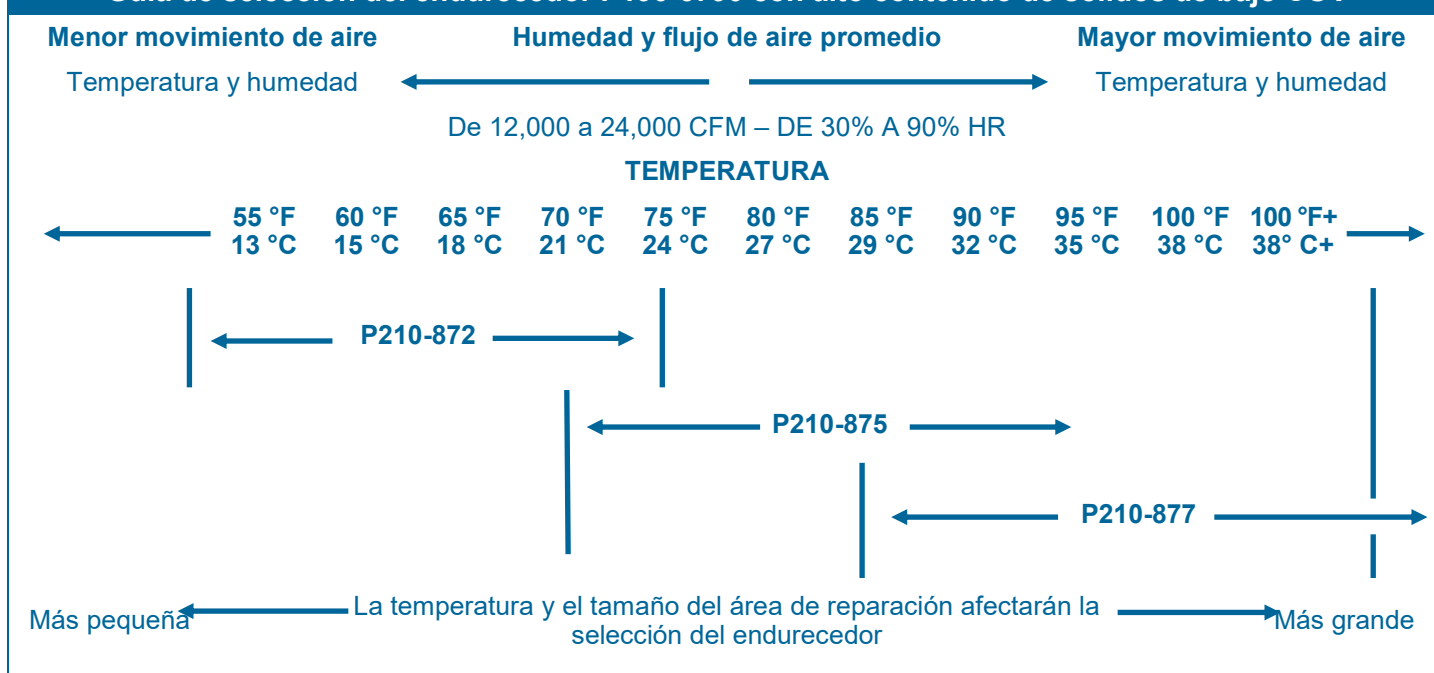 Menor movimiento de aire Humedad y flujo de aire promedio Mayor movimiento de aire
Temperatura y humedad Temperatura y humedad
De 12,000 a 24,000 CFM – DE 30% A 90% HR
TEMPERATURA
55 °F 60 °F 65 °F 70 °F 75 °F 80 °F 85 °F 90 °F 95 °F 100 °F 100 °F+
13 °C 15 °C 18 °C 21 °C 24 °C 27 °C 29 °C 32 °C 35 °C 38 °C 38° C+
P210-872
P210-875
P210-877
Más pequeña La temperatura y el tamaño del área de reparación afectarán la Más grande
selección del endurecedor